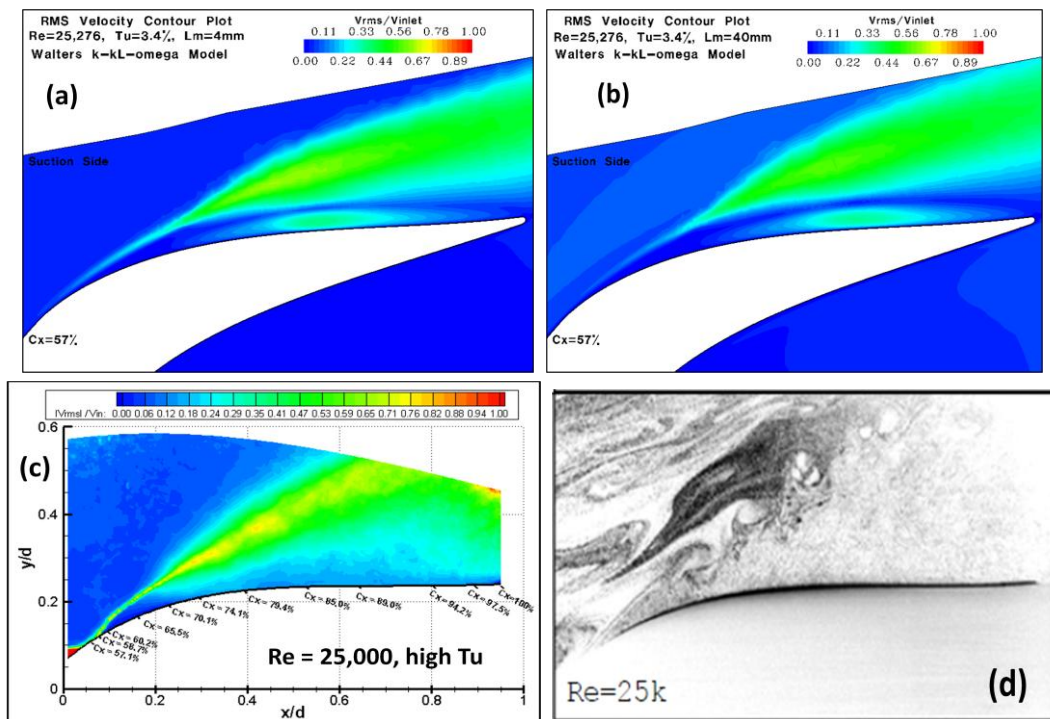 RMS Velocity Contour Plot
Re=25,276, Tu=3.4%, Lm=4mm
Walters k-kL-omega Model
Vrms/Vinlet
0.11 0.33 0.56 0.78 1.00
0.00 0.22 0.44 0.67 0.89
(a)
Suction Side
Cx=57%
RMS Velocity Contour Plot
Re=25,276, Tu=3.4%, Lm=40mm
Walters k-kL-omega Model
Vrms/Vinlet
0.11 0.33 0.56 0.78 1.00
0.00 0.22 0.44 0.67 0.89
(b)
Suction Side
Cx=57%
|Vrms|/Vin: 0.00 0.06 0.12 0.18 0.24 0.29 0.35 0.41 0.47 0.53 0.59 0.65 0.71 0.76 0.82 0.88 0.94 1.00
(c)
0.6
0.4
0.2
0
y/d
Cx= 57.1%
Cx= 58.7%
Cx= 60.2%
Cx= 65.5%
Cx= 70.1%
Cx= 74.1%
Cx= 79.4%
Cx= 85.0%
Cx= 89.0%
Cx= 94.2%
Cx= 97.5%
Cx=100%
Re = 25,000, high Tu
0 0.2 0.4 0.6 0.8 1
x/d
Re=25k
(d)